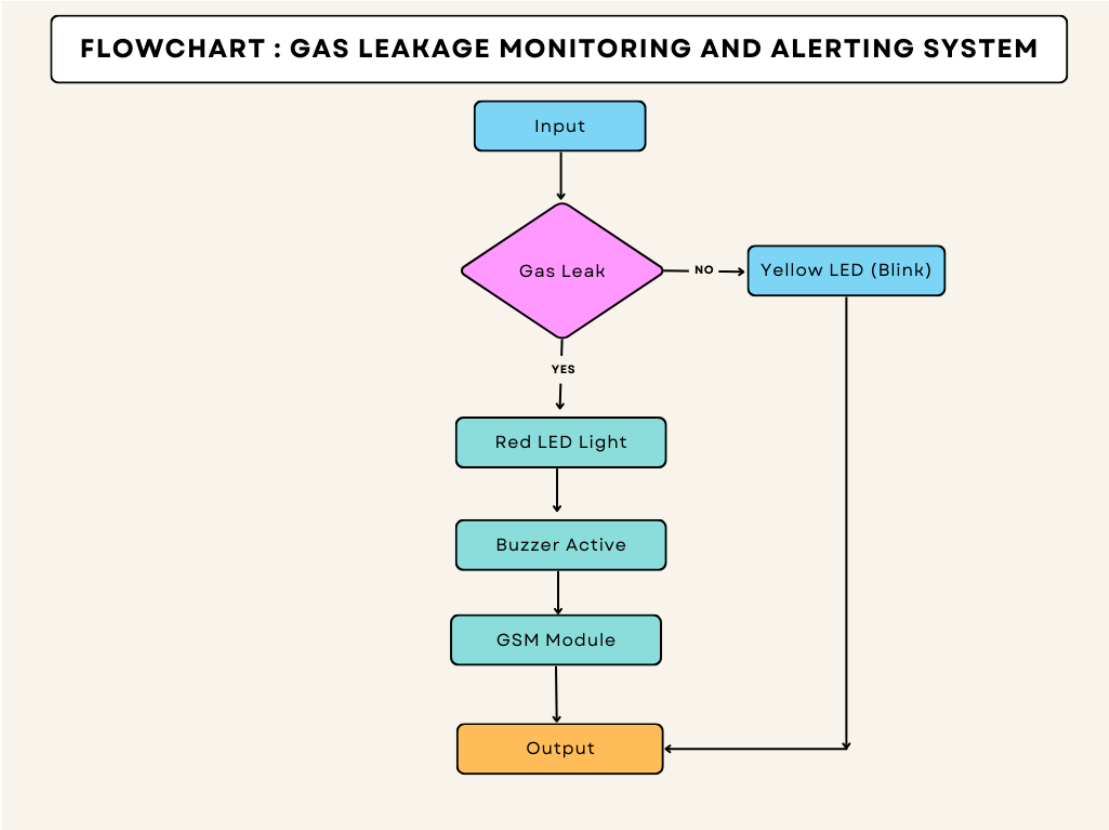 FLOWCHART : GAS LEAKAGE MONITORING AND ALERTING SYSTEM
Input
Gas Leak
NO
Yellow LED (Blink)
YES
Red LED Light
Buzzer Active
GSM Module
Output